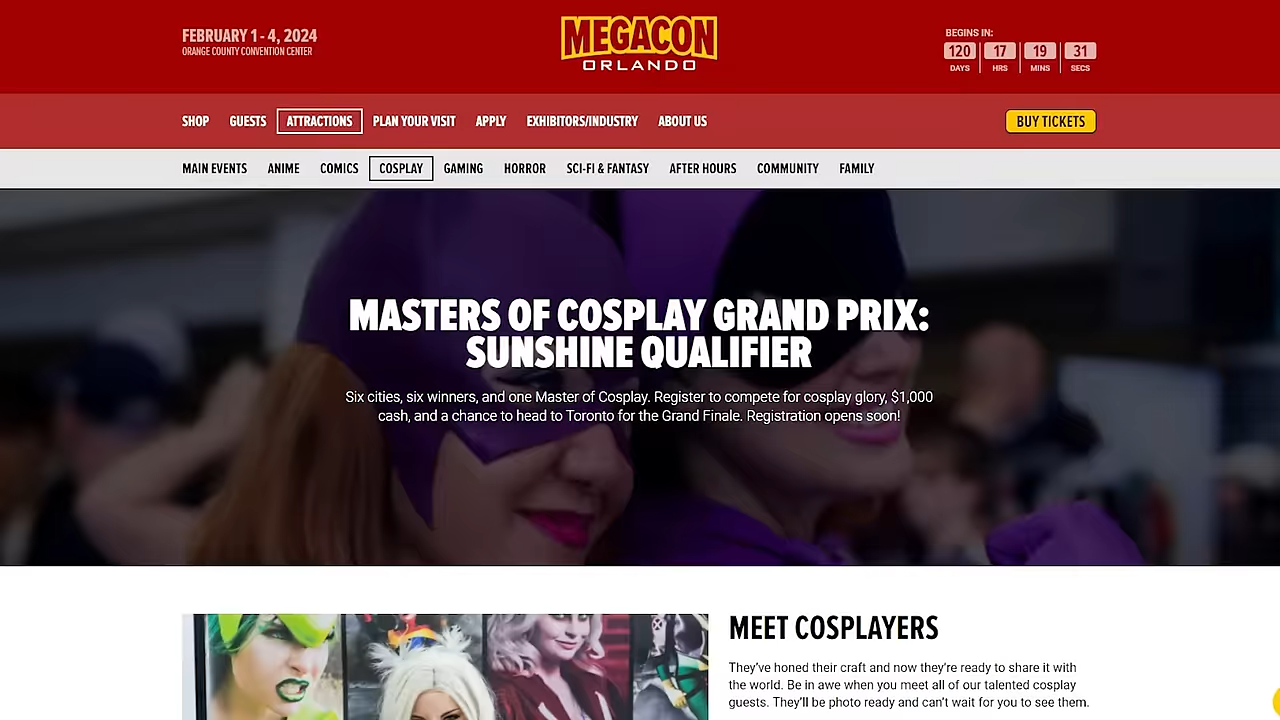 FEBRUARY 1 - 4, 2024
ORANGE COUNTY CONVENTION CENTER
MEGACON
ORLANDO
BEGINS IN:
120 17 19 31
DAYS HRS MINS SECS
SHOP GUESTS ATTRACTIONS PLAN YOUR VISIT APPLY EXHIBITORS/INDUSTRY ABOUT US
BUY TICKETS
MAIN EVENTS ANIME COMICS COSPLAY GAMING HORROR SCI-FI & FANTASY AFTER HOURS COMMUNITY FAMILY
MASTERS OF COSPLAY GRAND PRIX:
SUNSHINE QUALIFIER
Six cities, six winners, and one Master of Cosplay. Register to compete for cosplay glory, $1,000
cash, and a chance to head to Toronto for the Grand Finale. Registration opens soon!
MEET COSPLAYERS
They've honed their craft and now they're ready to share it with
the world. Be in awe when you meet all of our talented cosplay
guests. They'll be photo ready and can't wait for you to see them.